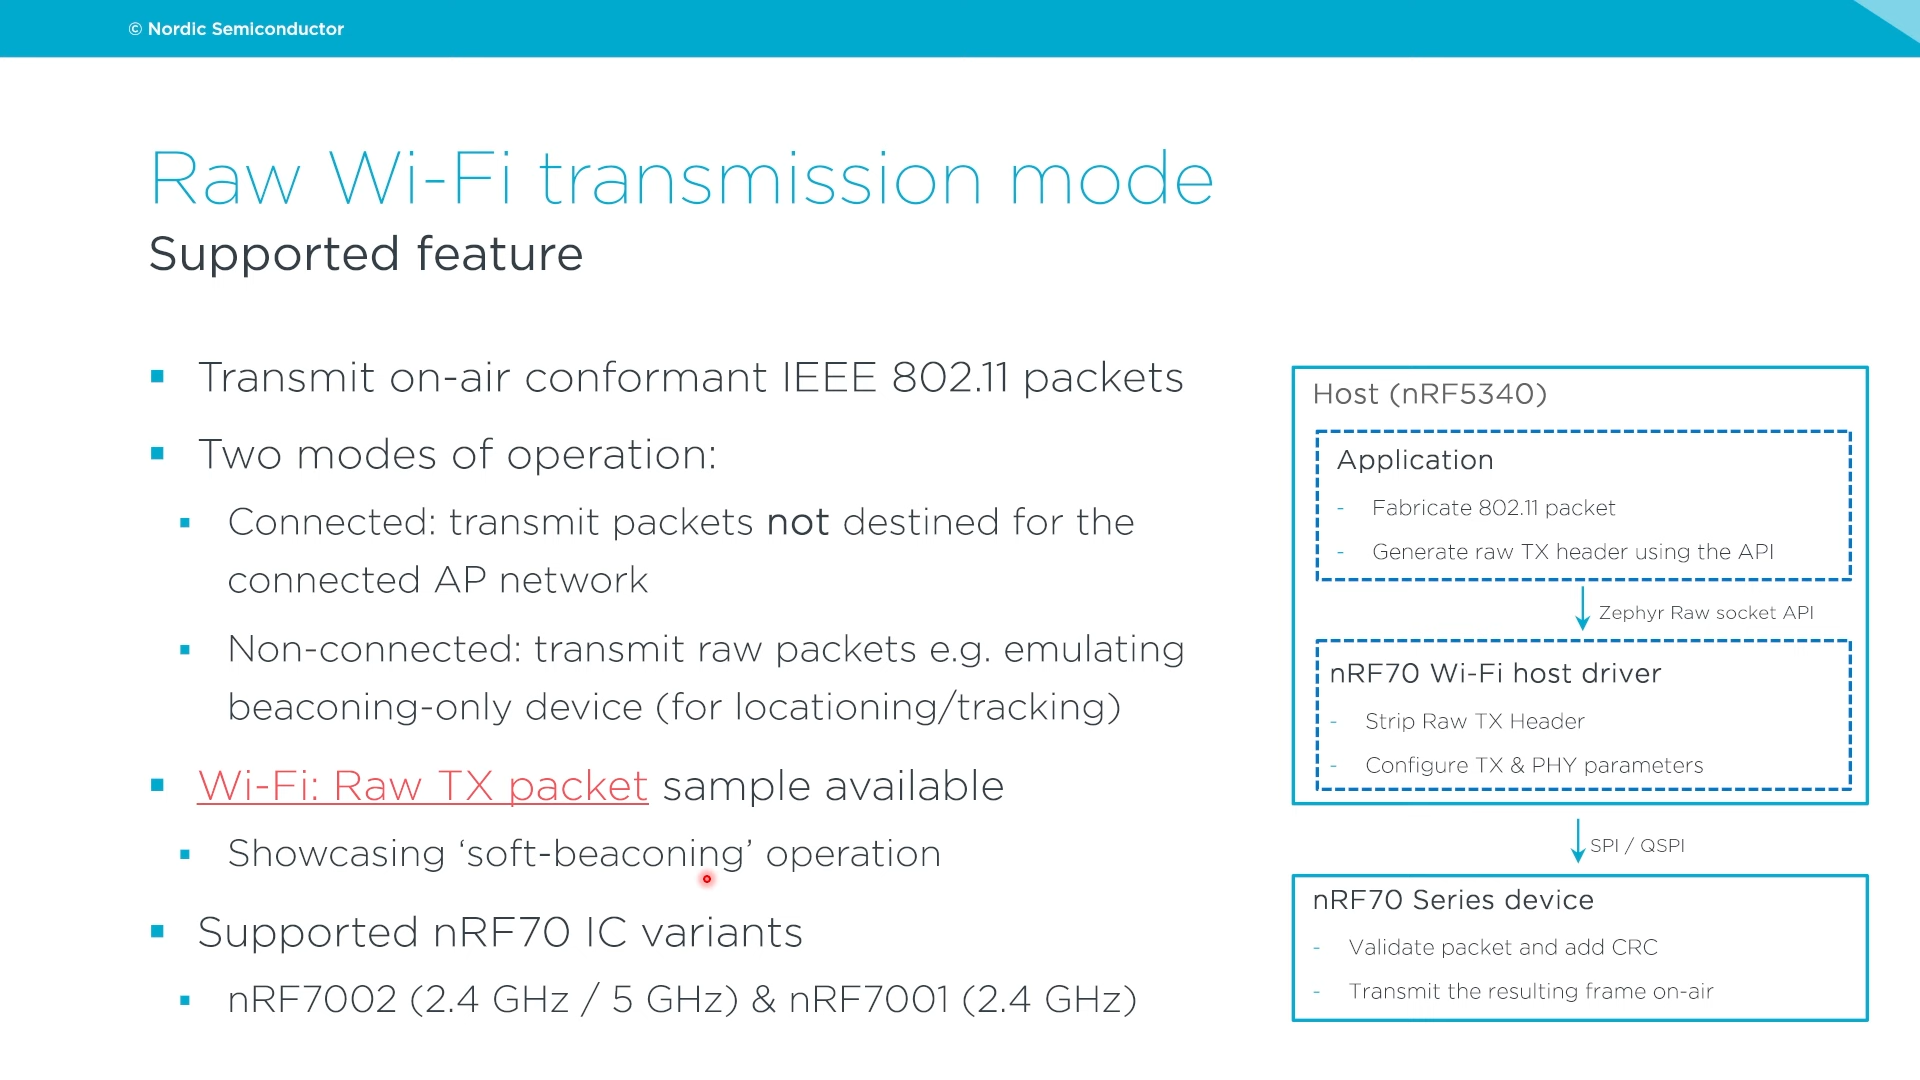 © Nordic Semiconductor
Raw Wi-Fi transmission mode
Supported feature
▪ Transmit on-air conformant IEEE 802.11 packets
▪ Two modes of operation:
▪ Connected: transmit packets not destined for the
connected AP network
▪ Non-connected: transmit raw packets e.g. emulating
beaconing-only device (for locationing/tracking)
▪ Wi-Fi: Raw TX packet sample available
▪ Showcasing ‘soft-beaconing’ operation
▪ Supported nRF70 IC variants
▪ nRF7002 (2.4 GHz / 5 GHz) & nRF7001 (2.4 GHz)
Host (nRF5340)
Application
- Fabricate 802.11 packet
- Generate raw TX header using the API
Zephyr Raw socket API
nRF70 Wi-Fi host driver
- Strip Raw TX Header
- Configure TX & PHY parameters
SPI / QSPI
nRF70 Series device
- Validate packet and add CRC
- Transmit the resulting frame on-air